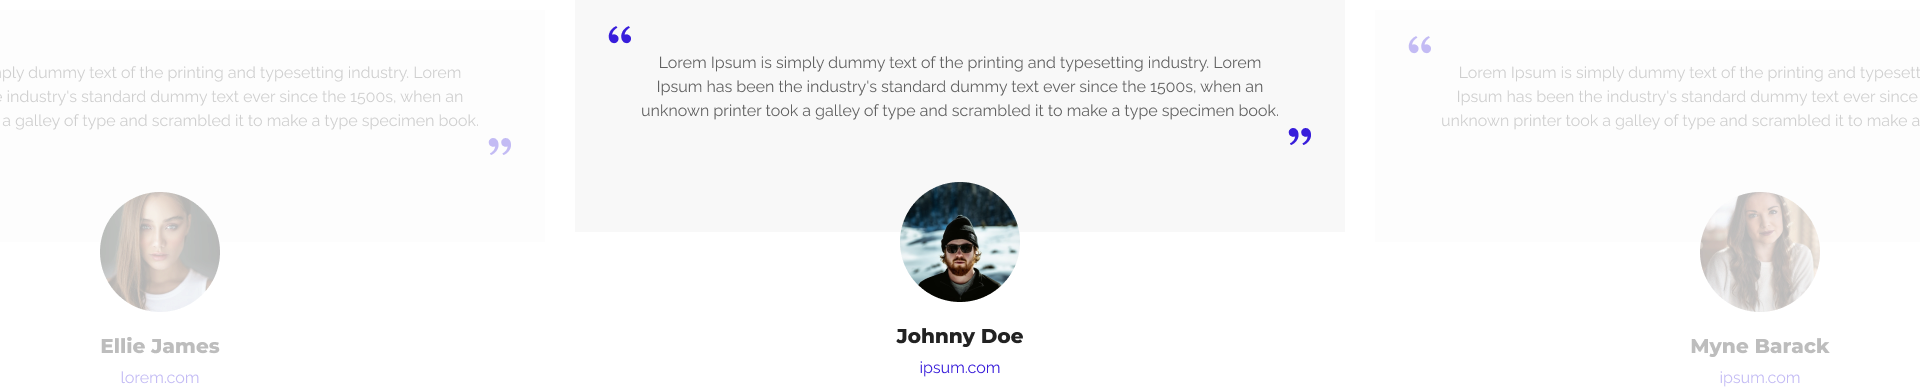 ply dummy text of the printing and typesetting industry. Lorem
industry's standard dummy text ever since the 1500s, when an
a galley of type and scrambled it to make a type specimen book.
”
Ellie James
lorem.com
“
Lorem Ipsum is simply dummy text of the printing and typesetting industry. Lorem
Ipsum has been the industry's standard dummy text ever since the 1500s, when an
unknown printer took a galley of type and scrambled it to make a type specimen book.
”
Johnny Doe
ipsum.com
“
Lorem Ipsum is simply dummy text of the printing and typesett
Ipsum has been the industry's standard dummy text ever since
unknown printer took a galley of type and scrambled it to make a
Myne Barack
ipsum.com